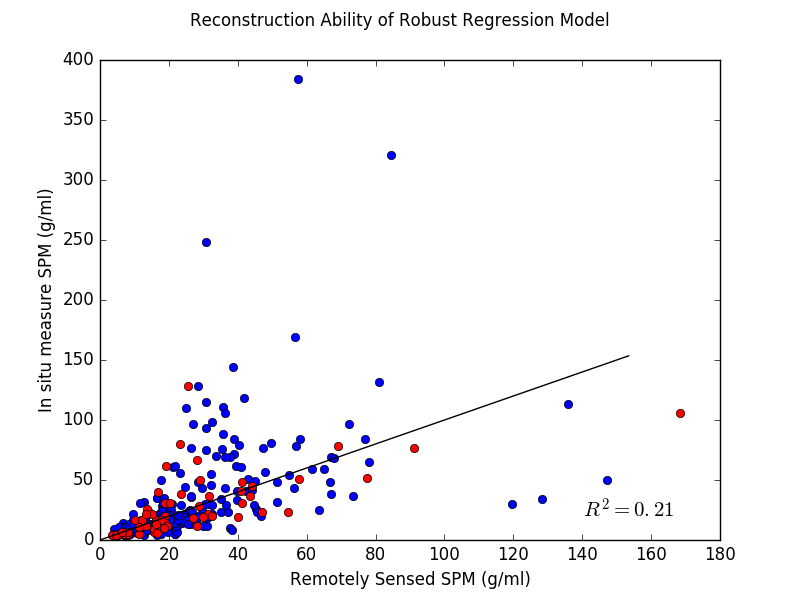 Reconstruction Ability of Robust Regression Model
400
350
300
250
200
150
100
50
0
In situ measure SPM (g/ml)
R² = 0.21
0 20 40 60 80 100 120 140 160 180
Remotely Sensed SPM (g/ml)